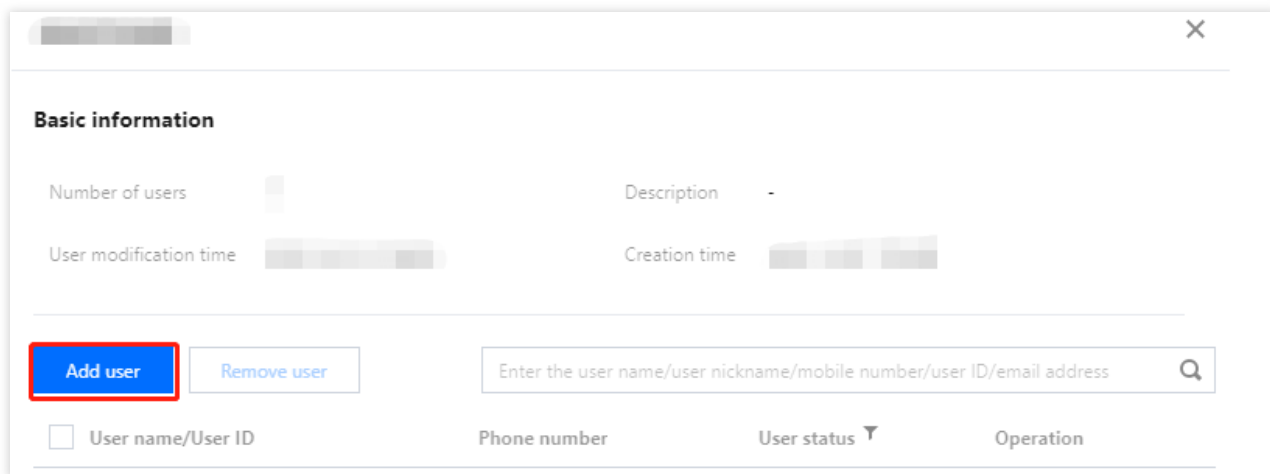 Basic information
Number of users Description -
User modification time Creation time
Add user Remove user Enter the user name/user nickname/mobile number/user ID/email address
User name/User ID Phone number User status Operation